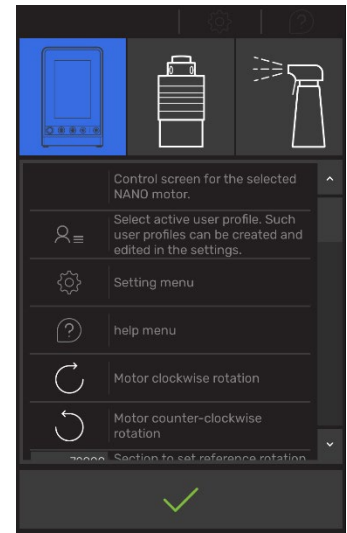 Control screen for the selected
NANO motor.
Select active user profile. Such
user profiles can be created and
edited in the settings.
Setting menu
?
help menu
Motor clockwise rotation
Motor counter-clockwise
rotation
Section to set reference rotation